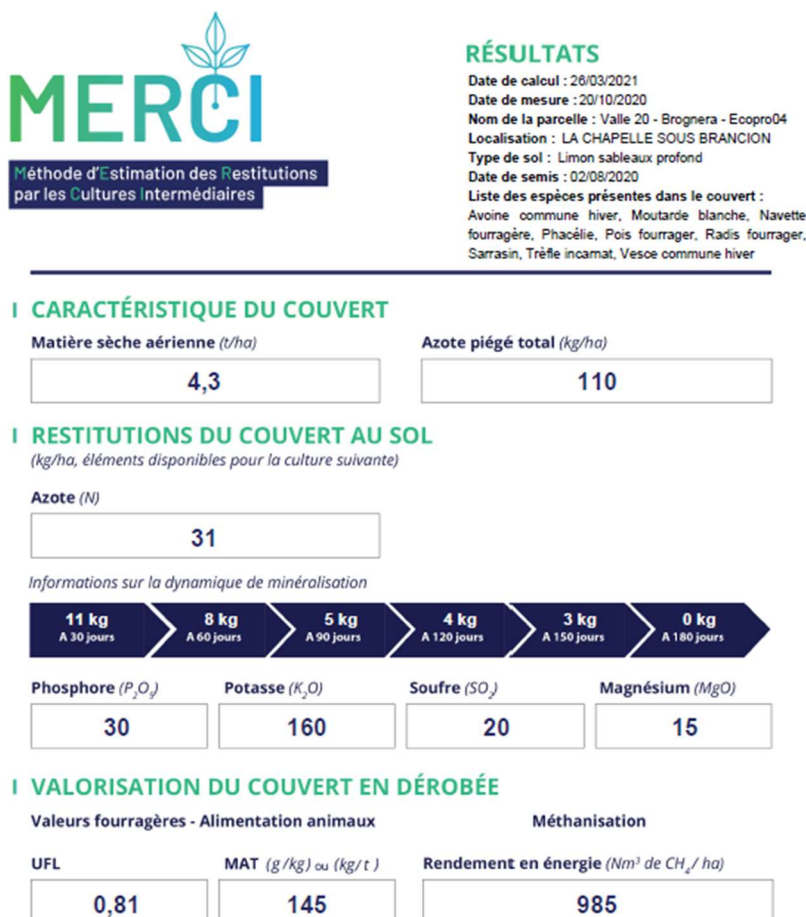 MERCI
Méthode d'Estimation des Restitutions
par les Cultures Intermédiaires
RÉSULTATS
Date de calcul : 26/03/2021
Date de mesure : 20/10/2020
Nom de la parcelle : Valle 20 - Brognera - Ecopro04
Localisation : LA CHAPELLE SOUS BRANCION
Type de sol : Limon sableaux profond
Date de semis : 02/08/2020
Liste des espèces présentes dans le couvert :
Avoine commune hiver, Moutarde blanche, Navette
fourragère, Phacélie, Pois fourrager, Radis fourrager,
Sarrasin, Trèfle incarnat, Vesce commune hiver
CARACTÉRISTIQUE DU COUVERT
Matière sèche aérienne (t/ha) Azote piégé total (kg/ha)
4,3 110
RESTITUTIONS DU COUVERT AU SOL
(kg/ha, éléments disponibles pour la culture suivante)
Azote (N)
31
Informations sur la dynamique de minéralisation
11 kg 8 kg 5 kg 4 kg 3 kg 0 kg
A 30 jours A 60 jours A 90 jours A 120 jours A 150 jours A 180 jours
Phosphore (P₂O₅) Potasse (K₂O) Soufre (SO₃) Magnésium (MgO)
30 160 20 15
VALORISATION DU COUVERT EN DÉROBÉE
Valeurs fourragères - Alimentation animaux Méthanisation
UFL MAT (g/kg) ou (kg/t) Rendement en énergie (Nm³ de CH₄/ ha)
0,81 145 985